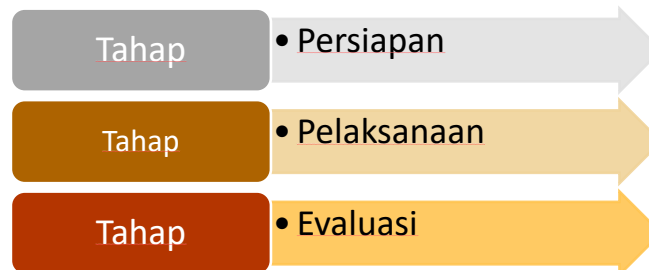 Tahap
• Persiapan
Tahap
• Pelaksanaan
Tahap
• Evaluasi